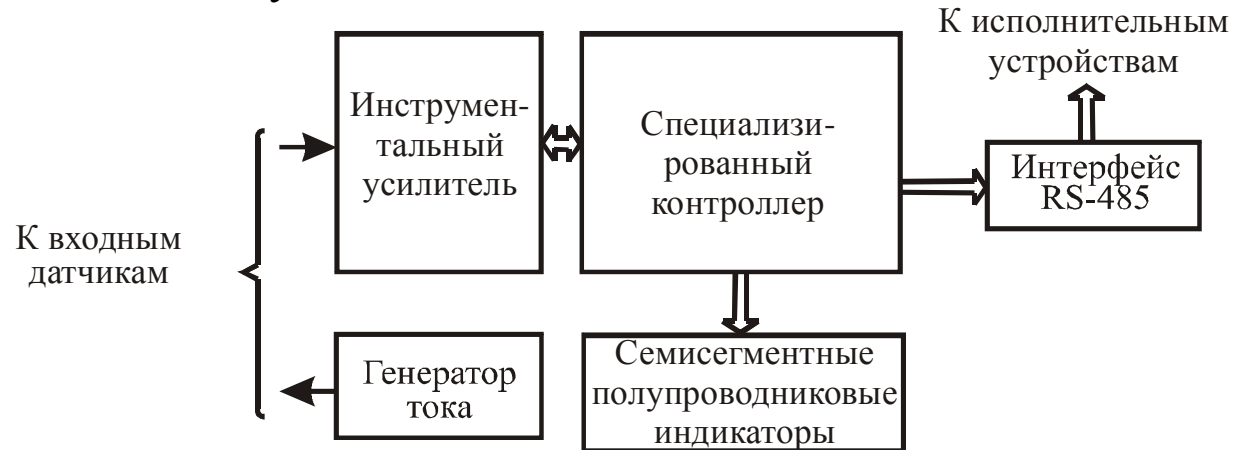 К исполнительным
устройствам
Инструмен-
тальный
усилитель
Специализи-
рованный
контроллер
Интерфейс
RS-485
К входным
датчикам
Генератор
тока
Семисегментные
полупроводниковые
индикаторы